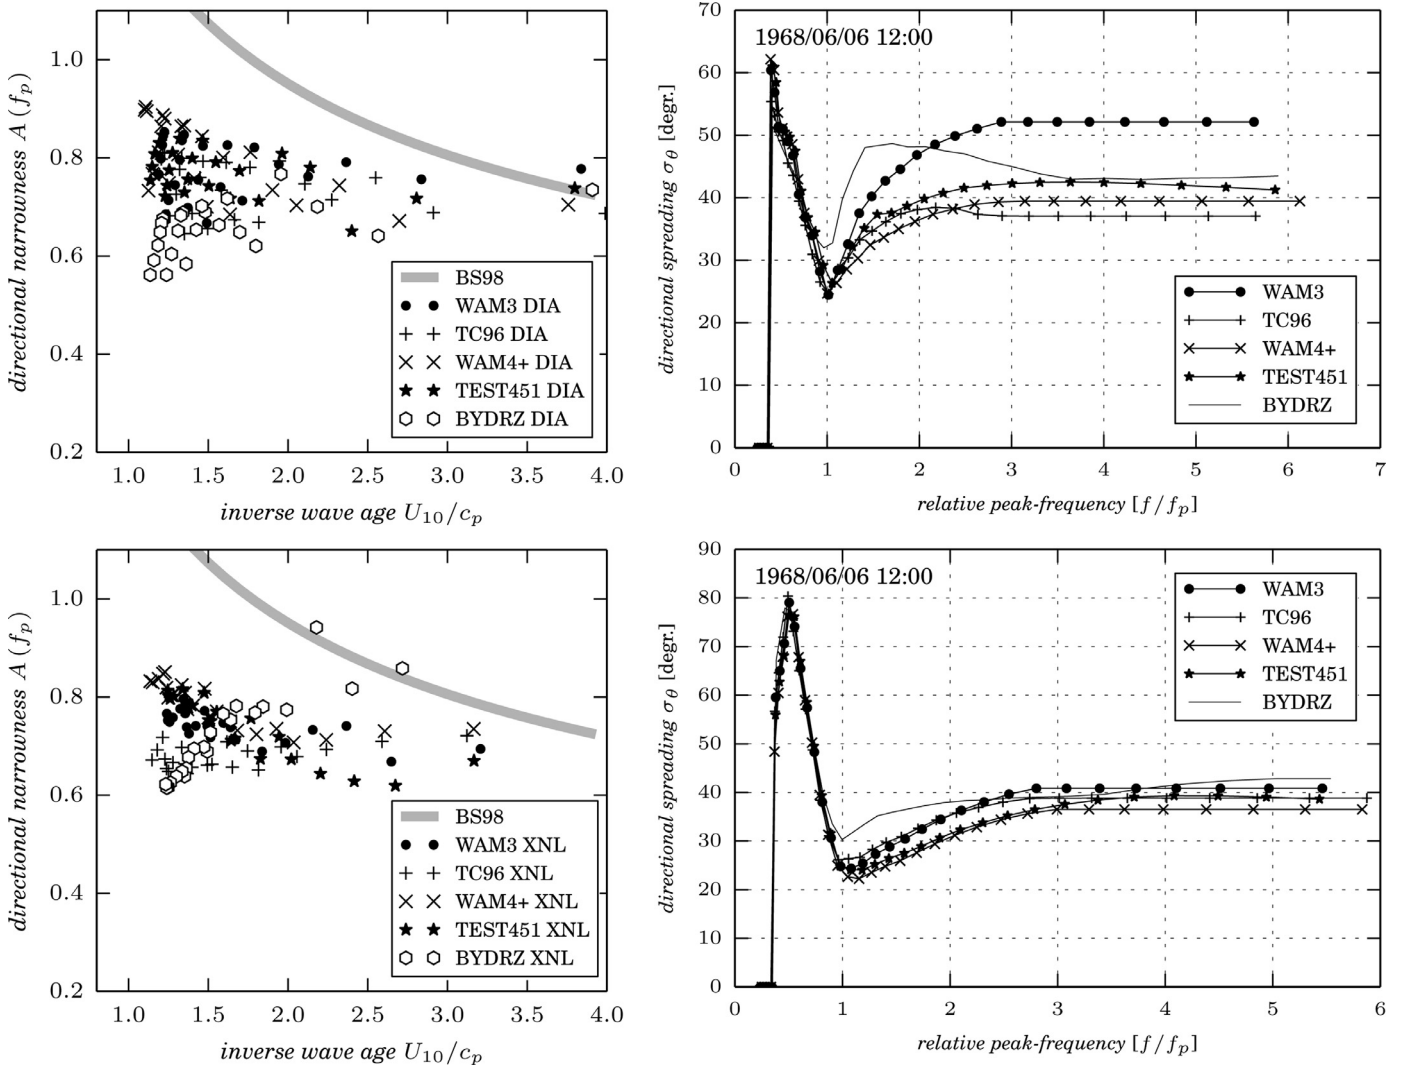 directional narrowness A (fp)
1.0
0.8
0.6
0.4
0.2
BS98
WAM3 DIA
TC96 DIA
WAM4+ DIA
TEST451 DIA
BYDRZ DIA
1.0 1.5 2.0 2.5 3.0 3.5 4.0
inverse wave age U10/cp
directional spreading σθ [degr.]
70
60
50
40
30
20
10
0
1968/06/06 12:00
WAM3
TC96
WAM4+
TEST451
BYDRZ
0 1 2 3 4 5 6 7
relative peak-frequency [f/fp]
directional narrowness A (fp)
1.0
0.8
0.6
0.4
0.2
BS98
WAM3 XNL
TC96 XNL
WAM4+ XNL
TEST451 XNL
BYDRZ XNL
1.0 1.5 2.0 2.5 3.0 3.5 4.0
inverse wave age U10/cp
directional spreading σθ [degr.]
90
80
70
60
50
40
30
20
10
0
1968/06/06 12:00
WAM3
TC96
WAM4+
TEST451
BYDRZ
0 1 2 3 4 5 6
relative peak-frequency [f/fp]